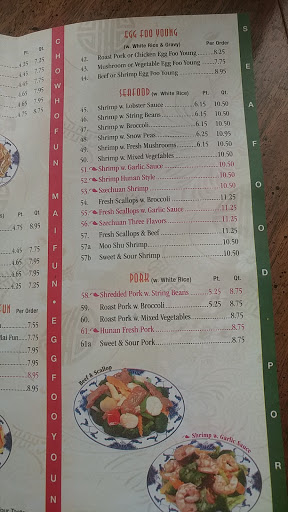 EGG FOO YOUNG
(w. White Rice & Gravy) Per Order
42. Roast Pork or Chicken Egg Foo Young 8.25
43. Mushroom or Vegetable Egg Foo Young 7.75
44. Beef or Shrimp Egg Foo Young 8.95
SEAFOOD (w. White Rice) Pt. Qt.
45. Shrimp w. Lobster Sauce 6.15 10.50
46. Shrimp w. String Beans 6.15 10.50
47. Shrimp w. Broccoli 6.15 10.50
48. Shrimp w. Snow Peas 6.25 10.95
49. Shrimp w. Fresh Mushrooms 6.15 10.50
50. Shrimp w. Mixed Vegetables 6.15 10.50
51. Shrimp w. Garlic Sauce 10.50
52. Shrimp Hunan Style 10.50
53. Szechuan Shrimp 10.50
54. Fresh Scallops w. Broccoli 11.25
55. Fresh Scallops w. Garlic Sauce 11.25
56. Szechuan Three Flavors 11.25
57. Fresh Scallops & Beef 11.25
57a Moo Shu Shrimp 10.50
57b Sweet & Sour Shrimp 10.50
PORK (w. White Rice) Pt. Qt.
58. Shredded Pork w. String Beans 5.25 8.75
59. Roast Pork w. Broccoli 5.25 8.75
60. Roast Pork w. Mixed Vegetables 8.75
61. Hunan Fresh Pork 8.75
61a Sweet & Sour Pork 8.75
Beef & Scallop
Shrimp w. Garlic Sauce
CHOW HO FUN MAI FUN • EGG FOO YOUN
SEAFOOD • POR
Pt. Qt.
Per Order